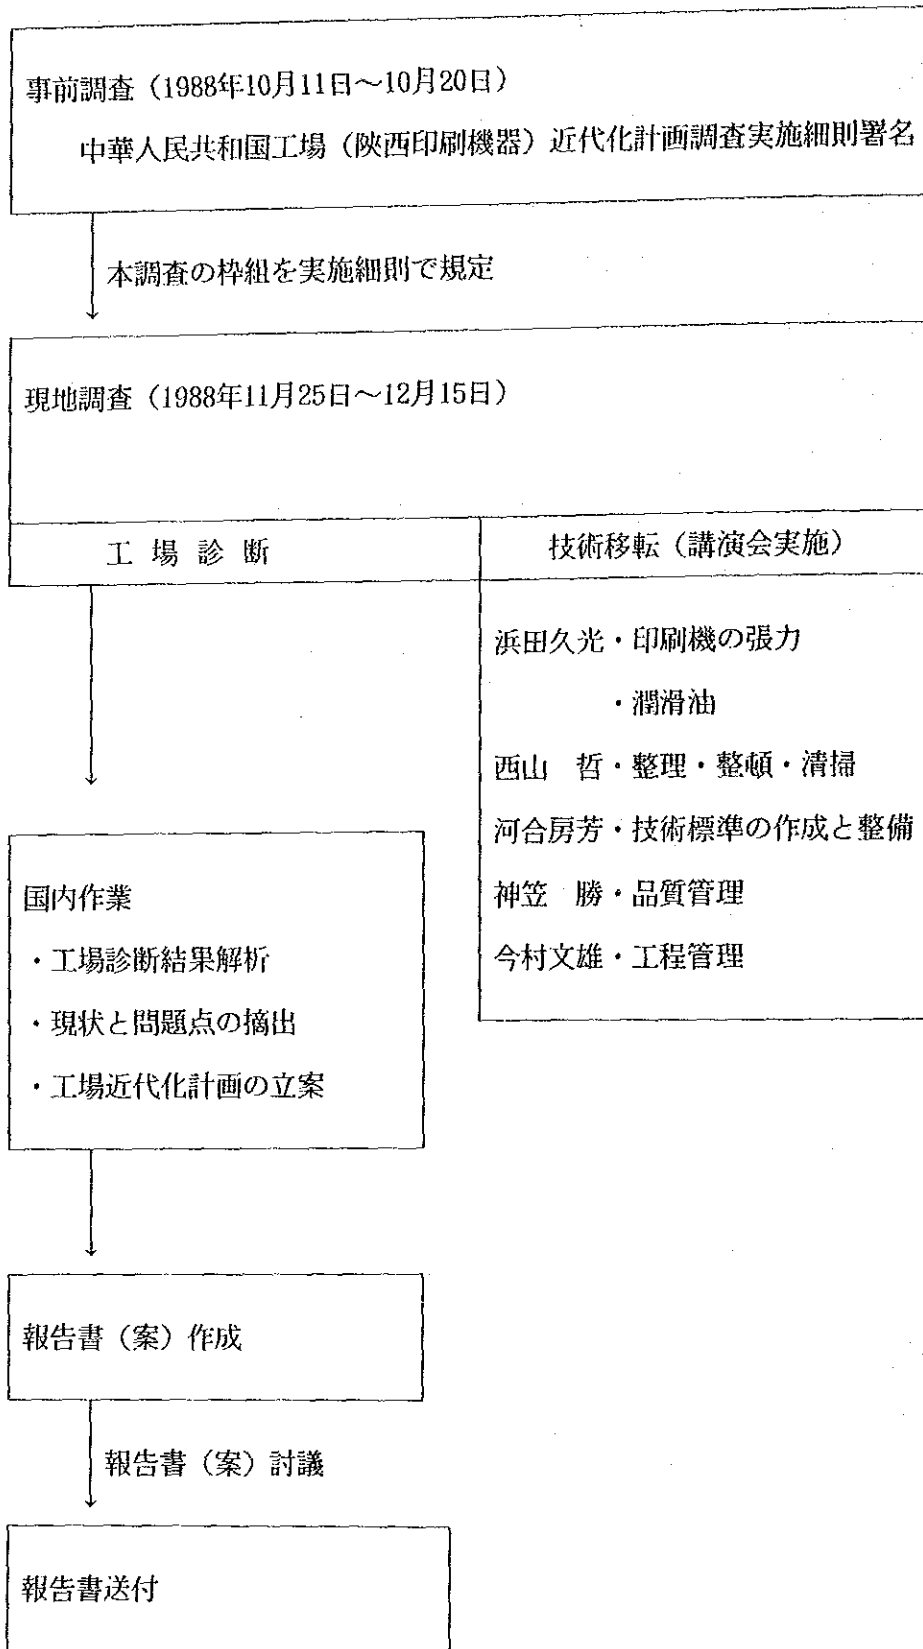 事前調査（1988年10月11日～10月20日）
中華人民共和国工場（陝西印刷機器）近代化計画調査実施細則署名
本調査の枠組を実施細則で規定
現地調査（1988年11月25日～12月15日）
工場診断
技術移転（講演会実施）
浜田久光・印刷機の張力
・潤滑油
西山　哲・整理・整頓・清掃
河合房芳・技術標準の作成と整備
神笠　勝・品質管理
今村文雄・工程管理
国内作業
・工場診断結果解析
・現状と問題点の摘出
・工場近代化計画の立案
報告書（案）作成
報告書（案）討議
報告書送付